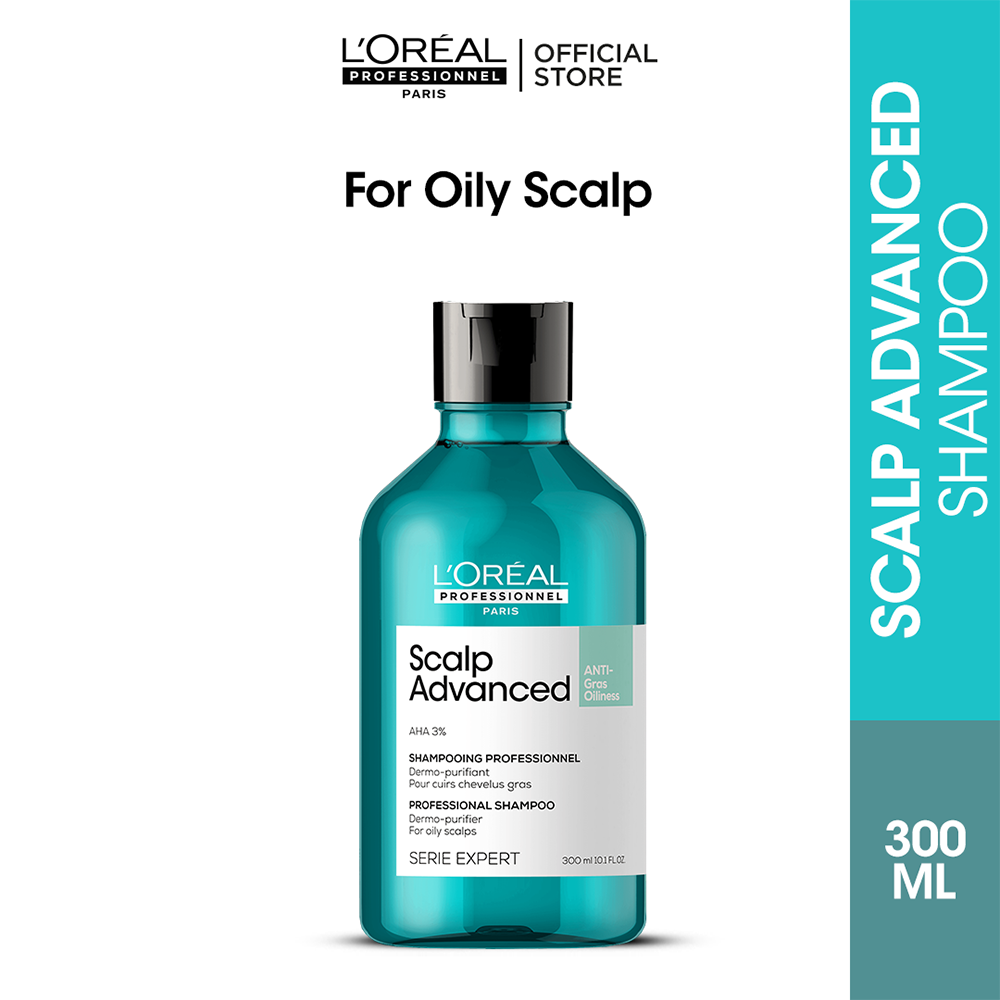 L'ORÉAL
PROFESSIONNEL
PARIS
OFFICIAL
STORE
For Oily Scalp
L'ORÉAL
PROFESSIONNEL
PARIS
Scalp
Advanced
ANTI-
Gras
Oiliness
AHA 3%
SHAMPOOING PROFESSIONNEL
Dermo-purifiant
Pour cuirs chevelus gras
PROFESSIONAL SHAMPOO
Dermo-purifier
For oily scalps
SERIE EXPERT
300 ml 10.1 FL.OZ.
SCALP ADVANCED
SHAMPOO
300
ML